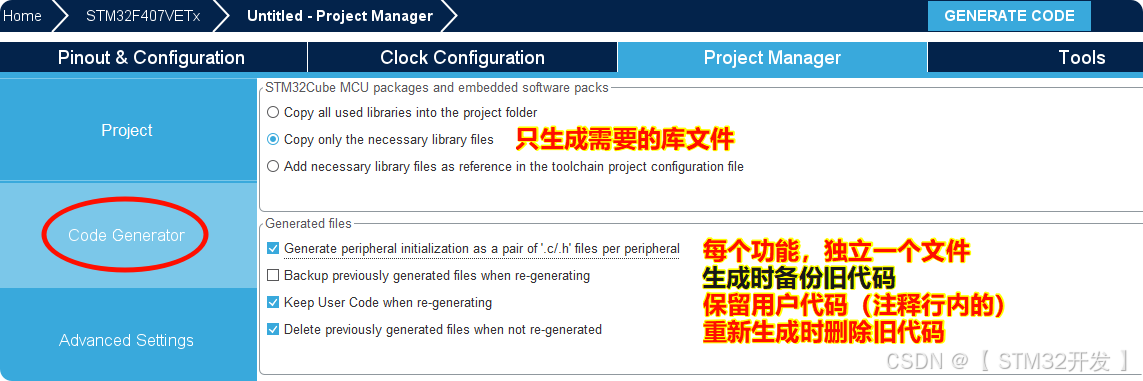 Home STM32F407VETx Untitled - Project Manager GENERATE CODE
Pinout & Configuration Clock Configuration Project Manager Tools
Project
Code Generator
Advanced Settings
STM32Cube MCU packages and embedded software packs
Copy all used libraries into the project folder
Copy only the necessary library files 只生成需要的库文件
Add necessary library files as reference in the toolchain project configuration file
Generated files
Generate peripheral initialization as a pair of '.c/.h' files per peripheral 每个功能，独立一个文件
Backup previously generated files when re-generating 生成时备份旧代码
Keep User Code when re-generating 保留用户代码（注释行内的）
Delete previously generated files when not re-generated 重新生成时删除旧代码
CSDN @【 STM32开发 】